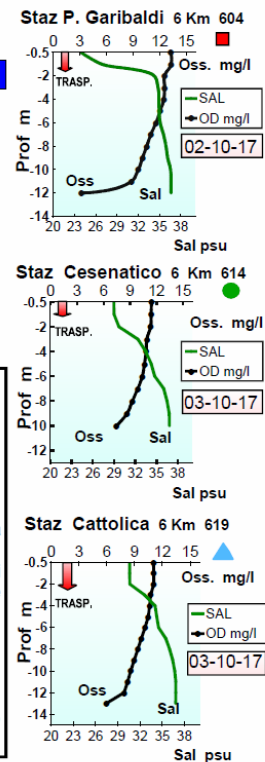 Staz P. Garibaldi 6 Km 604
0 3 6 9 12 15
Oss. mg/l
-0.5
-2
-4
-6
-8
-10
-12
-14
Prof m
TRASP.
SAL
OD mg/l
02-10-17
Oss
Sal
20 23 26 29 32 35 38
Sal psu
Staz Cesenatico 6 Km 614
0 3 6 9 12 15
Oss. mg/l
-0.5
-2
-4
-6
-8
-10
-12
Prof m
TRASP.
SAL
OD mg/l
03-10-17
Oss
Sal
20 23 26 29 32 35 38
Sal psu
Staz Cattolica 6 Km 619
0 3 6 9 12 15
Oss. mg/l
-0.5
-2
-4
-6
-8
-10
-12
-14
Prof m
TRASP.
SAL
OD mg/l
03-10-17
Oss
Sal
20 23 26 29 32 35 38
Sal psu